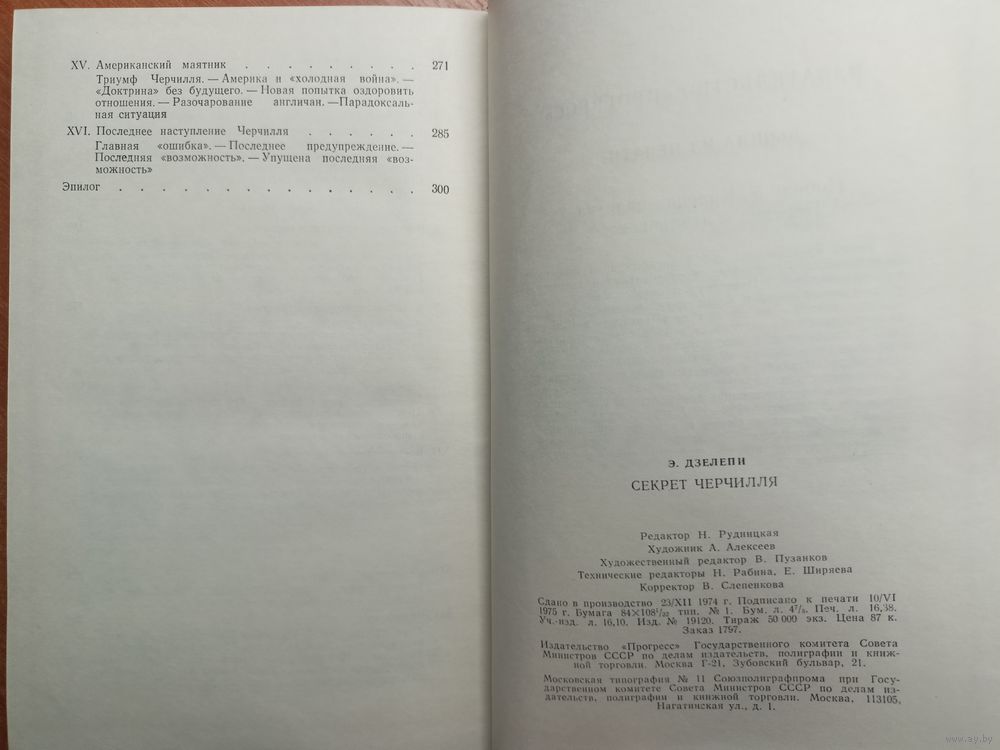 XV. Американский маятник . . . . . . . . . 271
Триумф Черчилля. — Америка и «холодная война». —
«Доктрина» без будущего. — Новая попытка оздоровить
отношения. — Разочарование англичан. —Парадоксаль-
ная ситуация
XVI. Последнее наступление Черчилля . . . . . . 285
Главная «ошибка». — Последнее предупреждение. —
Последняя «возможность». — Упущена последняя «воз-
можность»
Эпилог . . . . . . . . . . . . . . . 300
Э. ДЗЕЛЕПИ
СЕКРЕТ ЧЕРЧИЛЛЯ
Редактор Н. Рудницкая
Художник А. Алексеев
Художественный редактор В. Пузанков
Технические редакторы Н. Рабина, Е. Ширяева
Корректор В. Слепенкова
Сдано в производство 23/XII 1974 г. Подписано к печати 10/VI
1975 г. Бумага 84×108¹/₃₂ тип. № 1. Бум. л. 4⁷/₈. Печ. л. 16,38.
Уч.-изд. л. 16,10. Изд. № 19120. Тираж 50 000 экз. Цена 87 к.
Заказ 1797.
Издательство «Прогресс» Государственного комитета Совета
Министров СССР по делам издательств, полиграфии и книж-
ной торговли. Москва Г-21, Зубовский бульвар, 21.
Московская типография № 11 Союзполиграфпрома при Госу-
дарственном комитете Совета Министров СССР по делам из-
дательств, полиграфии и книжной торговли. Москва, 113105,
Нагатинская ул., д. 1.
www.ay.by